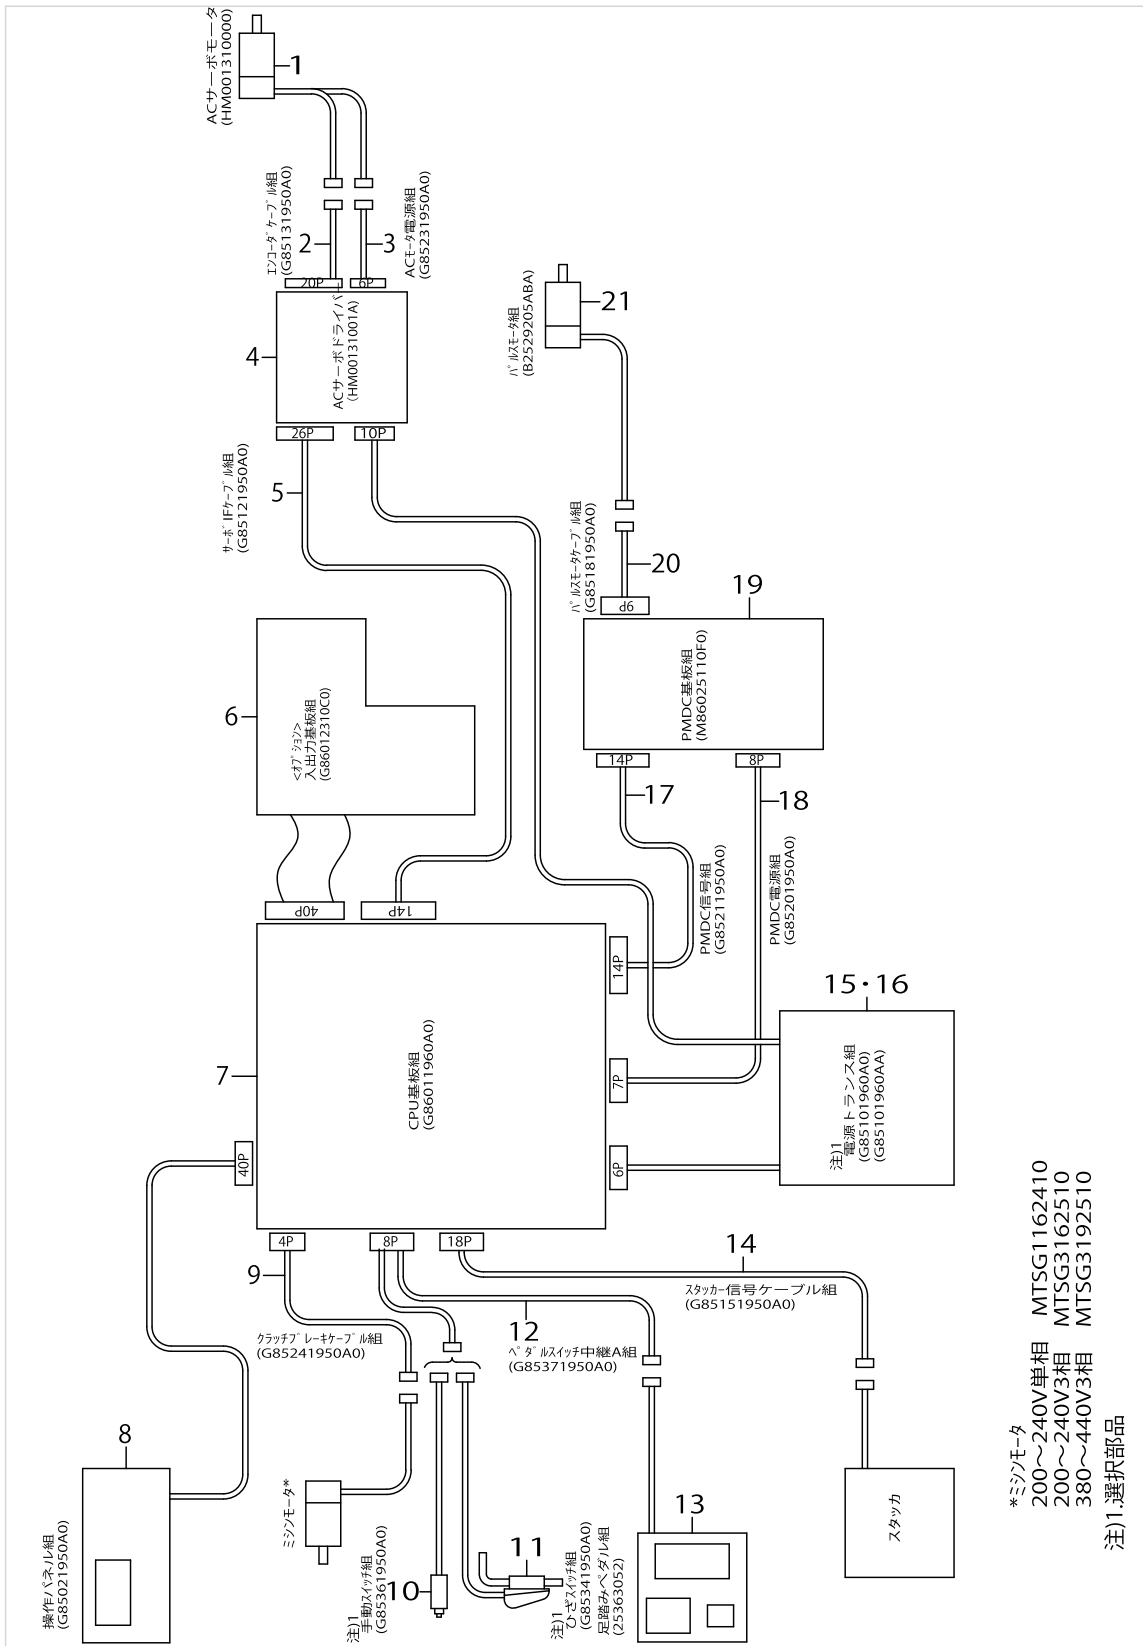 ACサーボモータ
(HM001310000)
1
エンコーダケーブル組
(G85131950A0)
2
3
ACモータ電源組
(G85231950A0)
20P
6P
4
ACサーボドライバ
(HM00131001A)
26P
10P
サーボIFケーブル組
(G85121950A0)
5
パルスモータ組
(B2529205ABA)
21
パルスモータケーブル組
(G85181950A0)
20
6P
19
PMDC基板組
(M86025110F0)
14P
8P
17
18
PMDC信号組
(G85211950A0)
PMDC電源組
(G85201950A0)
6
<オプション>
入出力基板組
(G86012310C0)
40P
14P
7
CPU基板組
(G86011960A0)
14P
7P
6P
40P
4P
8P
18P
15・16
注)1
電源トランス組
(G85101960A0)
(G85101960AA)
9
クラッチブレーキケーブル組
(G85241950A0)
12
ペダルスイッチ中継A組
(G85371950A0)
14
スタッカー信号ケーブル組
(G85151950A0)
8
操作パネル組
(G85021950A0)
ミシンモータ*
注)1
手動スイッチ組
(G85361950A0)
10
11
注)1
ひざスイッチ組
(G85341950A0)
足踏みペダル組
(25363052)
13
スタッカ
*ミシンモータ
200～240V単相 MTSG1162410
200～240V3相 MTSG3162510
380～440V3相 MTSG3192510
注)1.選択部品